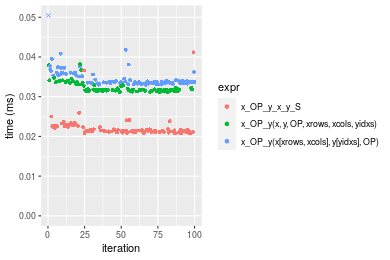 0.05
0.04
0.03
0.02
0.01
0.00
time (ms)
0 25 50 75 100
iteration
expr
x_OP_y_x_y_S
x_OP_y(x, y, OP, xrows, xcols, yidxs)
x_OP_y(x[xrows, xcols], y[yidxs], OP)